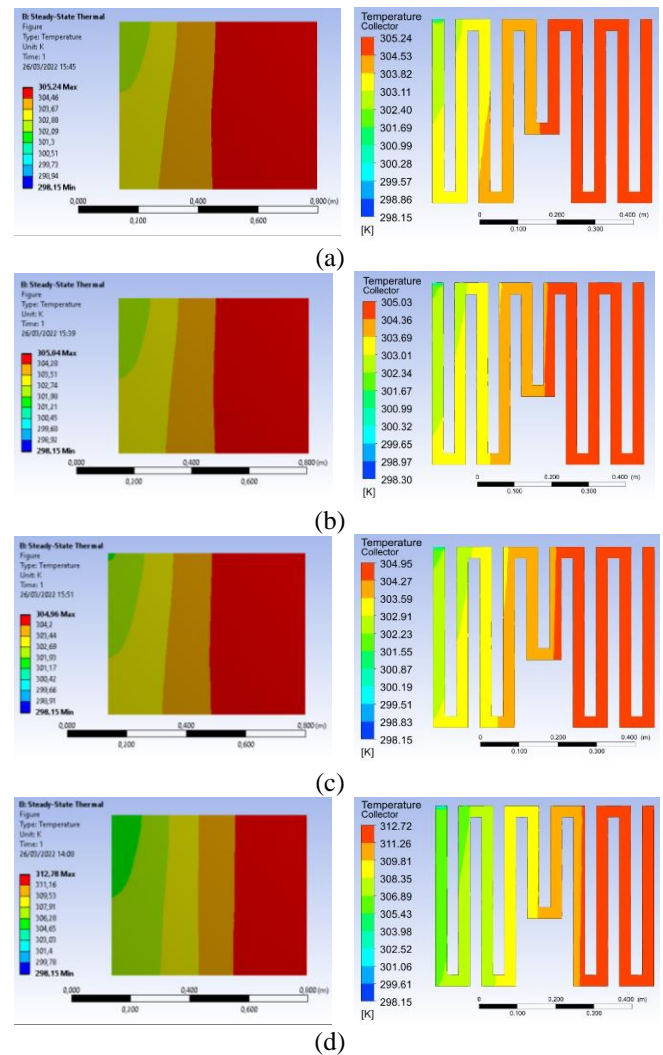 B: Steady-State Thermal
Figure
Type: Temperature
Unit: K
Time: 1
26/03/2022 15:45
305,24 Max
304,46
303,67
302,88
302,09
301,3
300,51
299,73
298,94
298,15 Min
0,000
0,400
0,800 (m)
0,200
0,600
Temperature
Collector
305.24
304.53
303.82
303.11
302.40
301.69
300.99
300.28
299.57
298.86
298.15
[K]
0
0.200
0.400 (m)
0.100
0.300
(a)
B: Steady-State Thermal
Figure
Type: Temperature
Unit: K
Time: 1
26/03/2022 15:39
305,04 Max
304,28
303,51
302,74
301,98
301,21
300,45
299,68
298,92
298,15 Min
0,000
0,400
0,800 (m)
0,200
0,600
Temperature
Collector
305.03
304.36
303.69
303.01
302.34
301.67
300.99
300.32
299.65
298.97
298.30
[K]
0
0.200
0.400 (m)
0.100
0.300
(b)
B: Steady-State Thermal
Figure
Type: Temperature
Unit: K
Time: 1
26/03/2022 15:51
304,96 Max
304,2
303,44
302,69
301,93
301,17
300,42
299,66
298,91
298,15 Min
0,000
0,400
0,800 (m)
0,200
0,600
Temperature
Collector
304.95
304.27
303.59
302.91
302.23
301.55
300.87
300.19
299.51
298.83
298.15
[K]
0
0.200
0.400 (m)
0.100
0.300
(c)
B: Steady-State Thermal
Figure
Type: Temperature
Unit: K
Time: 1
26/03/2022 14:09
312,78 Max
311,16
309,53
307,91
306,28
304,65
303,03
301,4
299,78
298,15 Min
0,000
0,400
0,800 (m)
0,200
0,600
Temperature
Collector
312.72
311.26
309.81
308.35
306.89
305.43
303.98
302.52
301.06
299.61
298.15
[K]
0
0.200
0.400 (m)
0.100
0.300
(d)